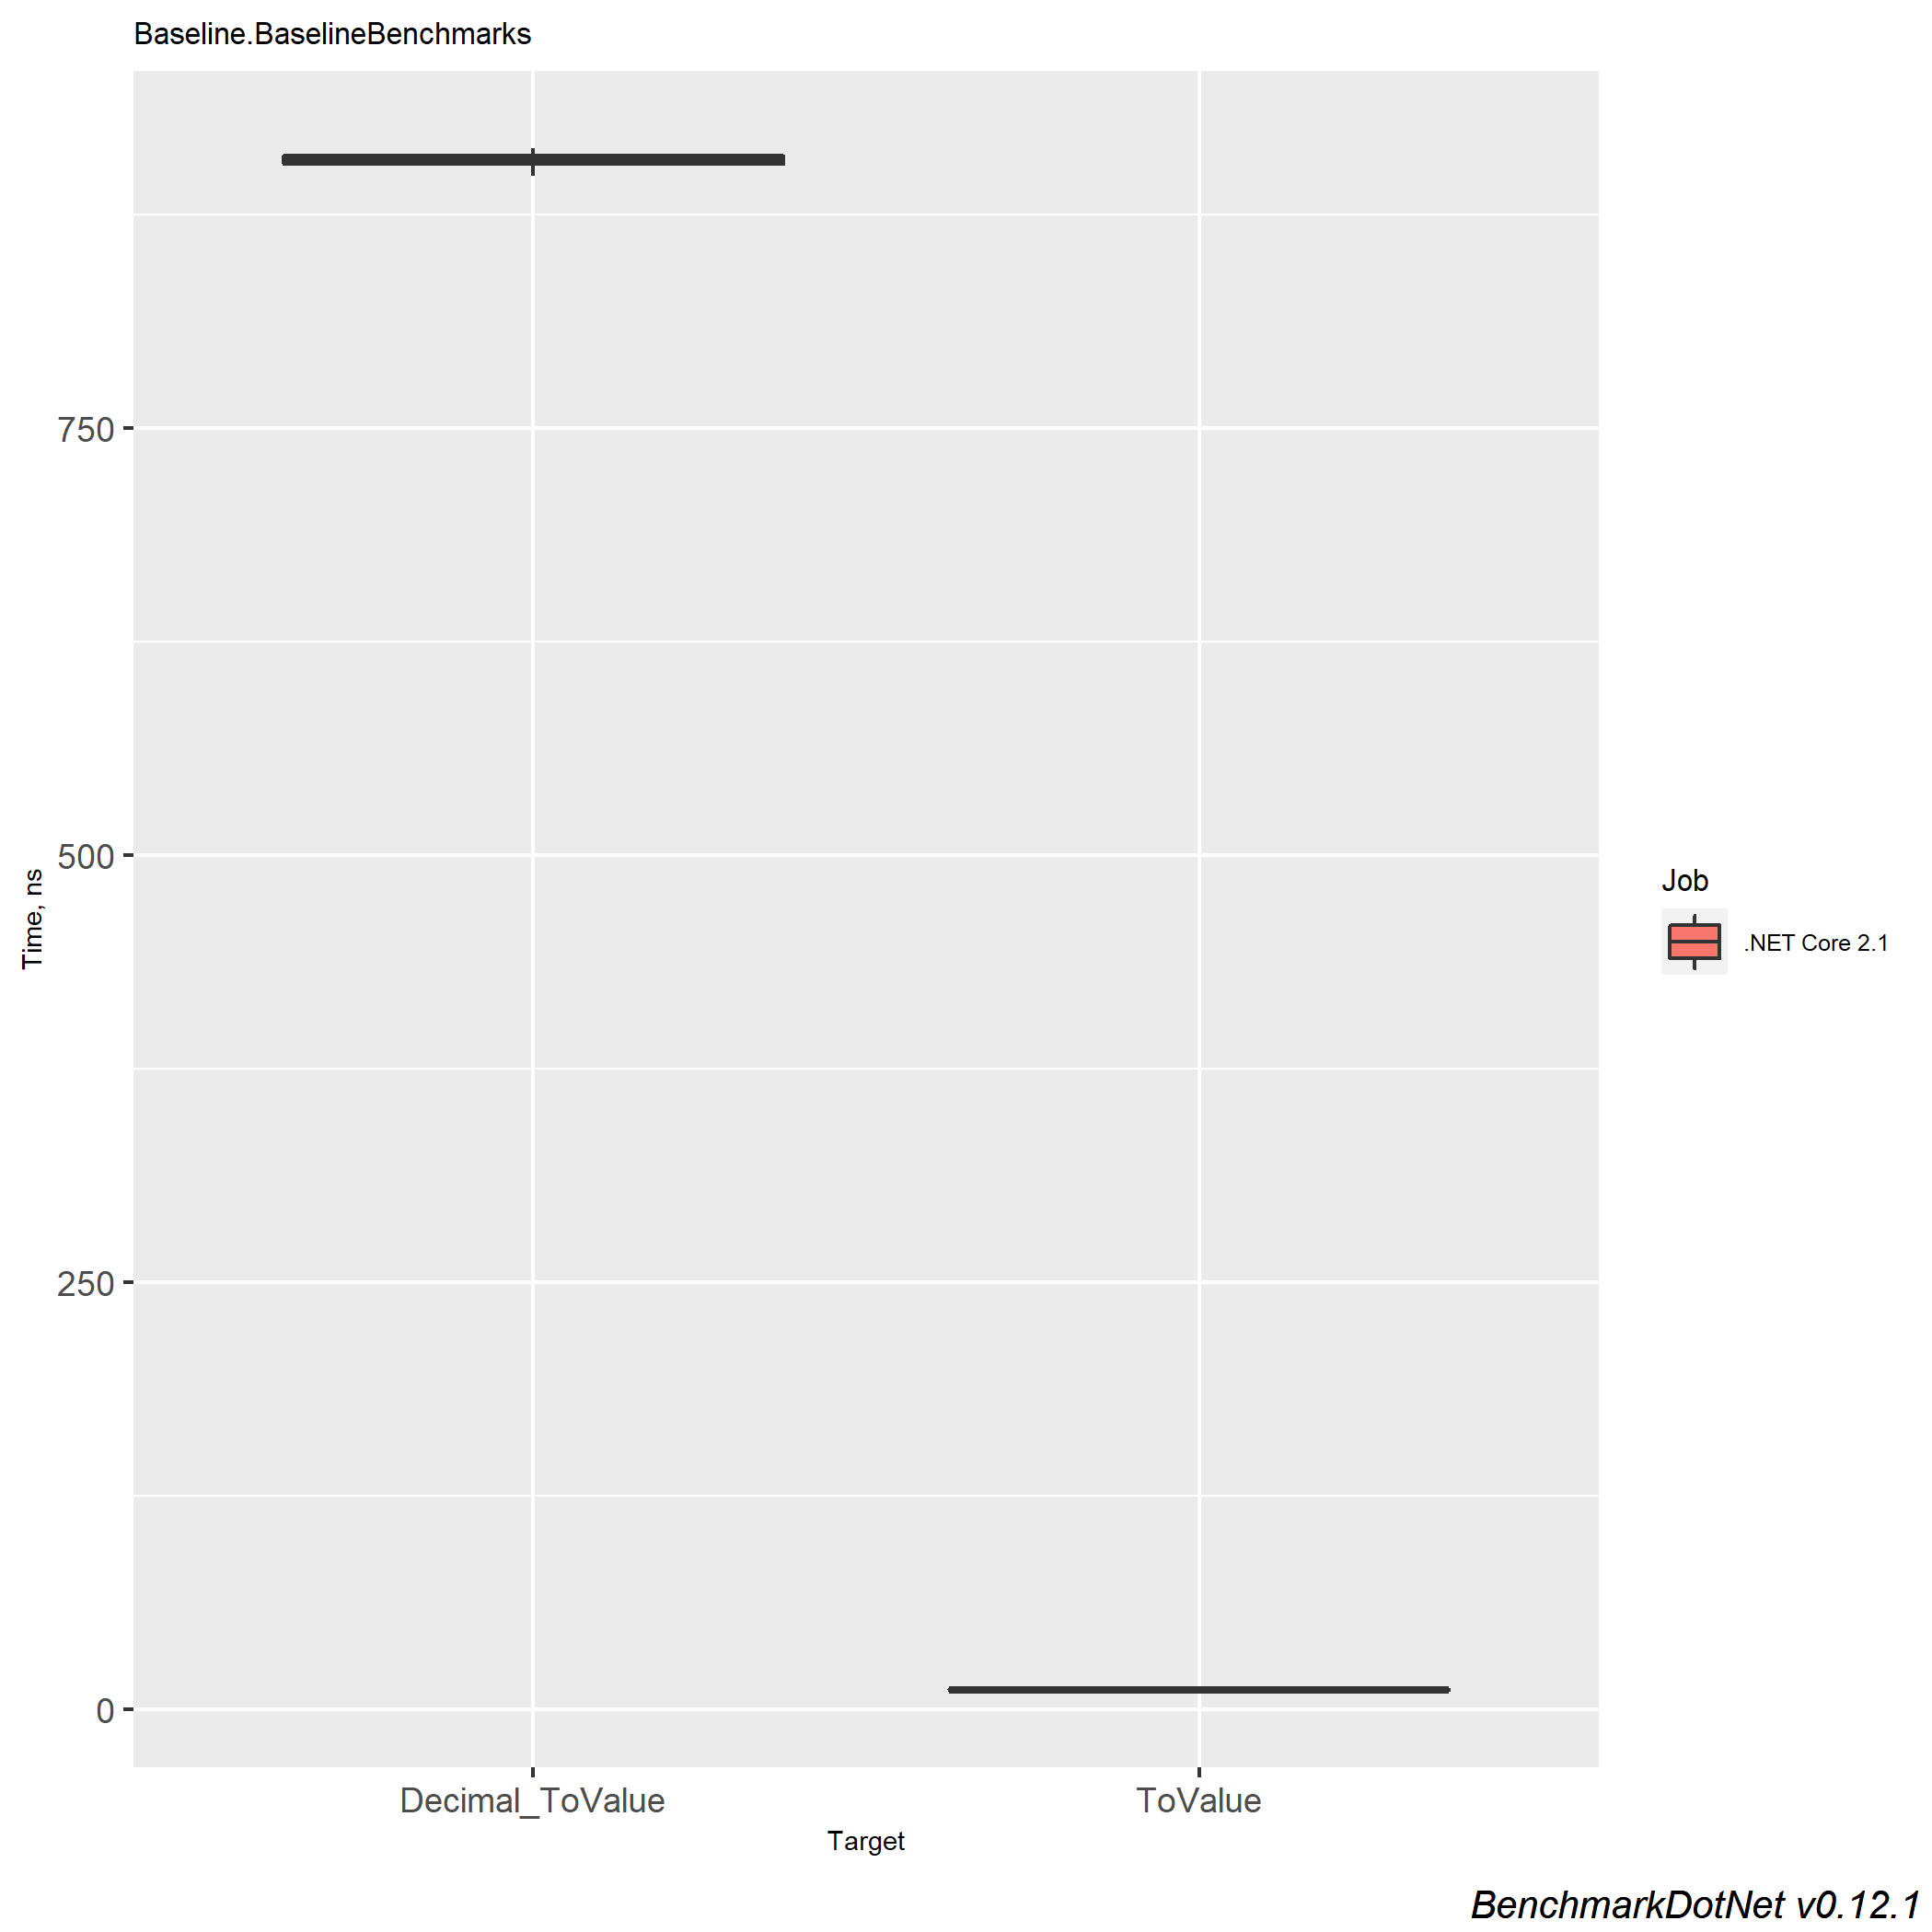 Baseline.BaselineBenchmarks
750
500
250
0
Time, ns
Decimal_ToValue
ToValue
Target
Job
.NET Core 2.1
BenchmarkDotNet v0.12.1